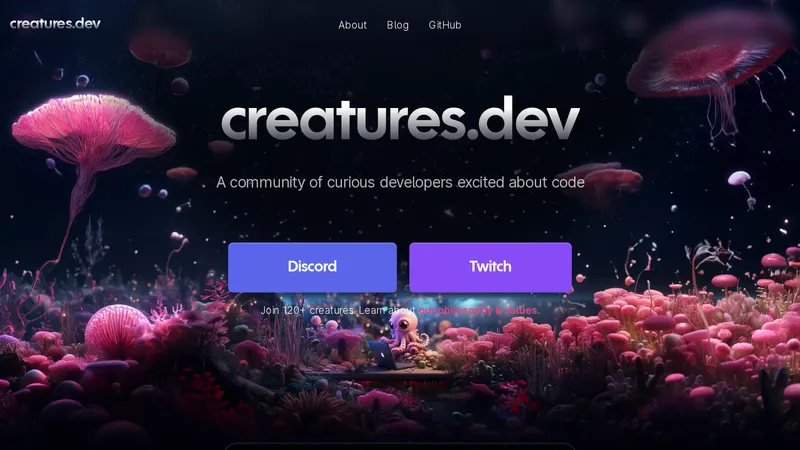 creatures.dev
About Blog GitHub
creatures.dev
A community of curious developers excited about code
Discord Twitch
Join 120+ creatures. Learn about our philosophy & values.